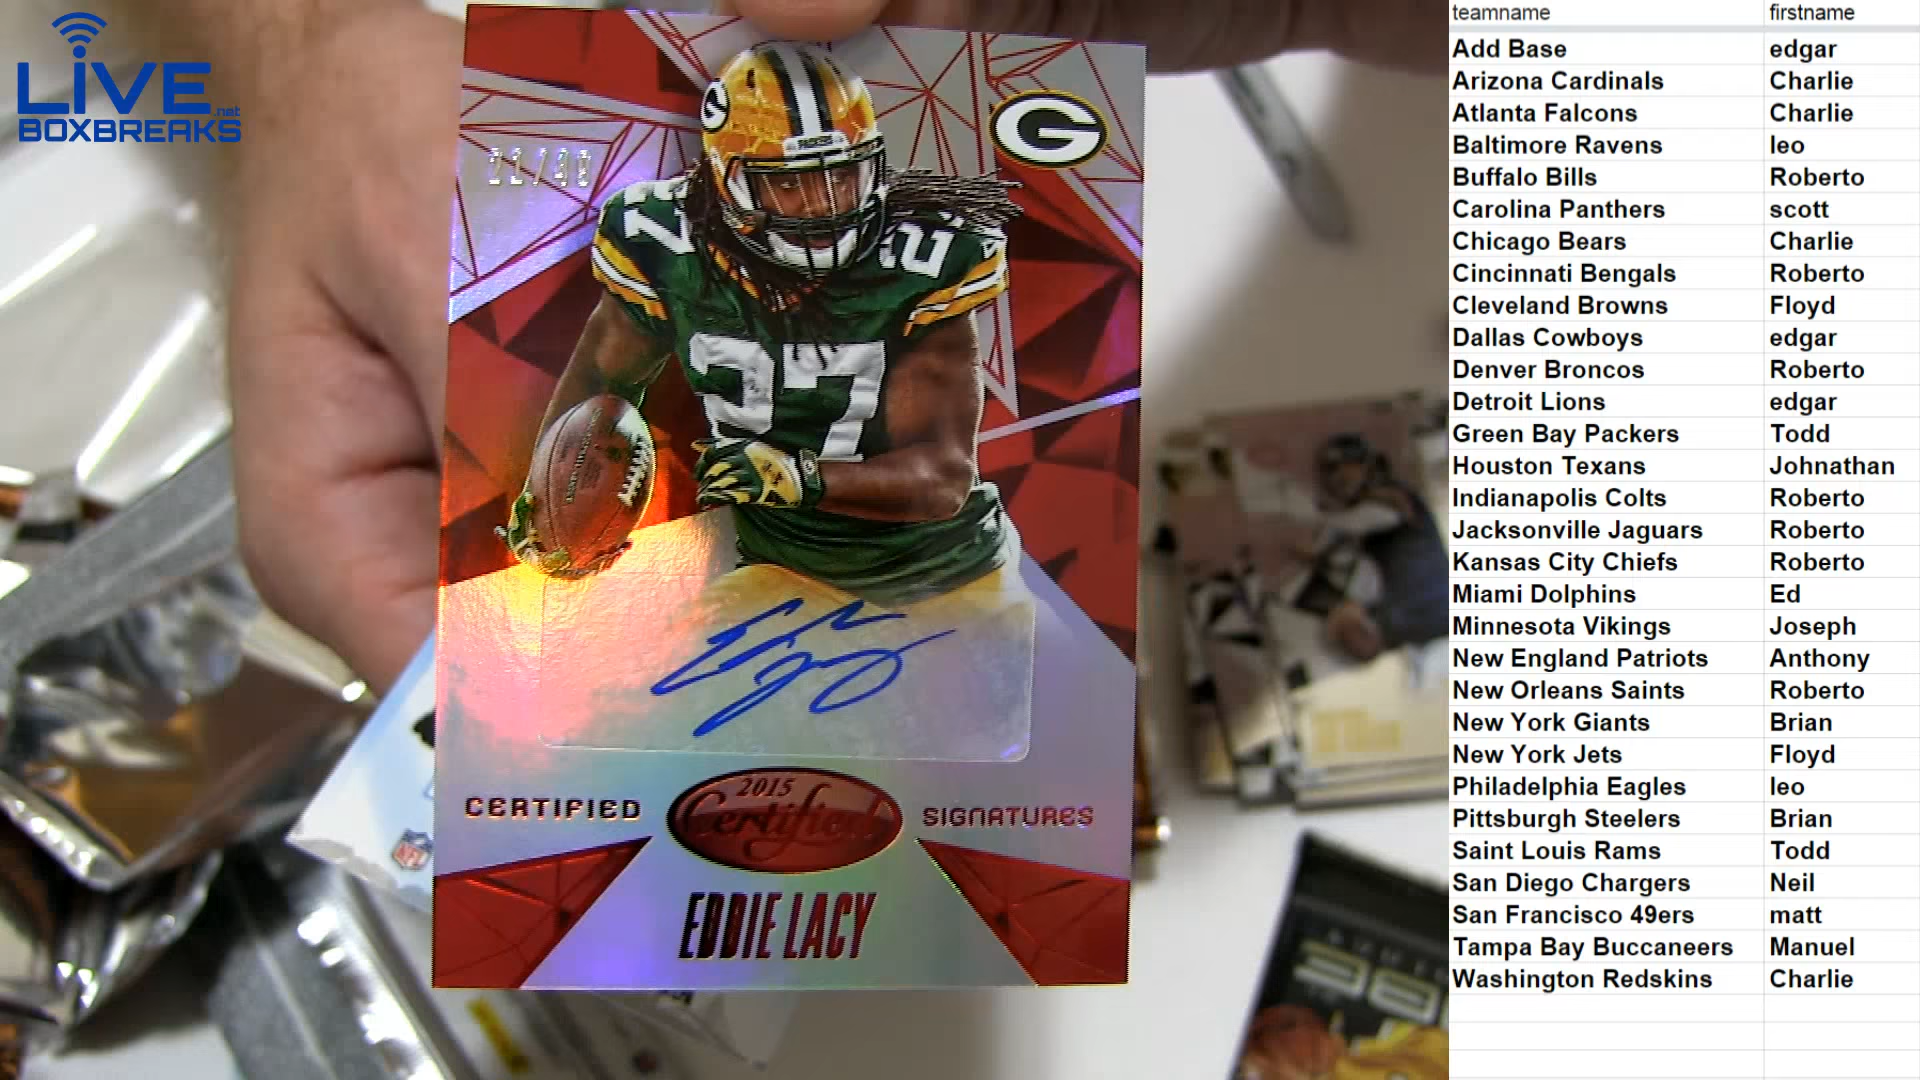 LiVE
.net
BOXBREAKS
PACKERS
G
27
27
27
CERTIFIED
2015
Certified
SIGNATURES
EDDIE LACY
NFL
teamname firstname
Add Base edgar
Arizona Cardinals Charlie
Atlanta Falcons Charlie
Baltimore Ravens leo
Buffalo Bills Roberto
Carolina Panthers scott
Chicago Bears Charlie
Cincinnati Bengals Roberto
Cleveland Browns Floyd
Dallas Cowboys edgar
Denver Broncos Roberto
Detroit Lions edgar
Green Bay Packers Todd
Houston Texans Johnathan
Indianapolis Colts Roberto
Jacksonville Jaguars Roberto
Kansas City Chiefs Roberto
Miami Dolphins Ed
Minnesota Vikings Joseph
New England Patriots Anthony
New Orleans Saints Roberto
New York Giants Brian
New York Jets Floyd
Philadelphia Eagles leo
Pittsburgh Steelers Brian
Saint Louis Rams Todd
San Diego Chargers Neil
San Francisco 49ers matt
Tampa Bay Buccaneers Manuel
Washington Redskins Charlie